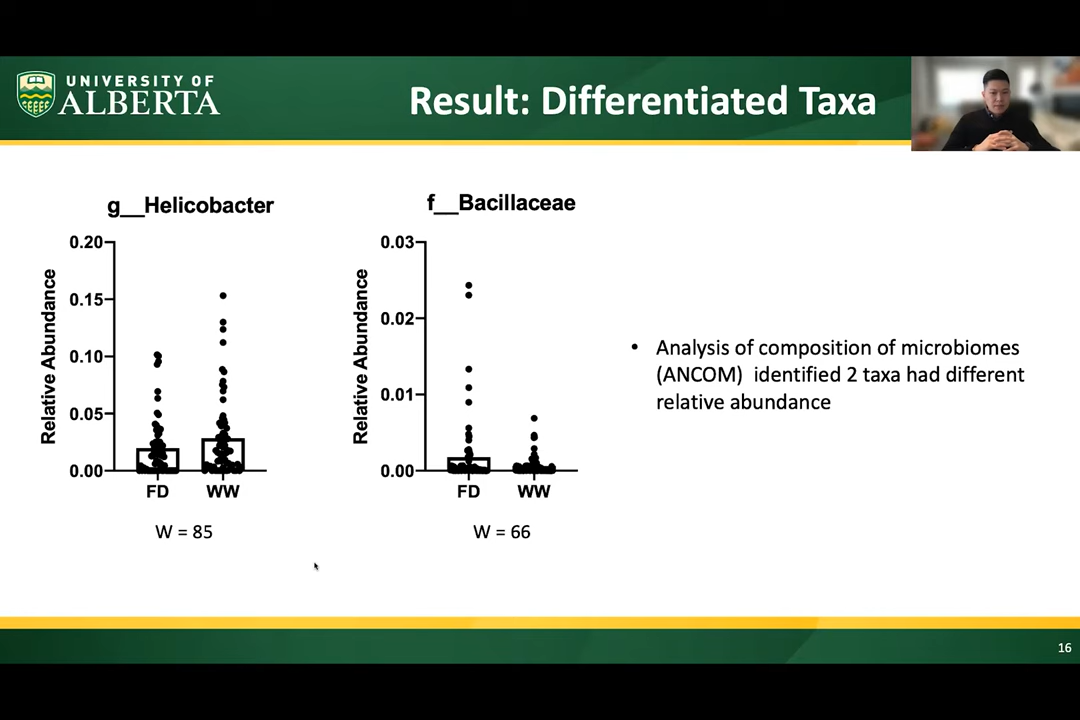 UNIVERSITY OF
ALBERTA
Result: Differentiated Taxa
g__Helicobacter
0.20
0.15
0.10
0.05
0.00
Relative Abundance
FD WW
W = 85
f__Bacillaceae
0.03
0.02
0.01
0.00
Relative Abundance
FD WW
W = 66
• Analysis of composition of microbiomes
(ANCOM) identified 2 taxa had different
relative abundance
16